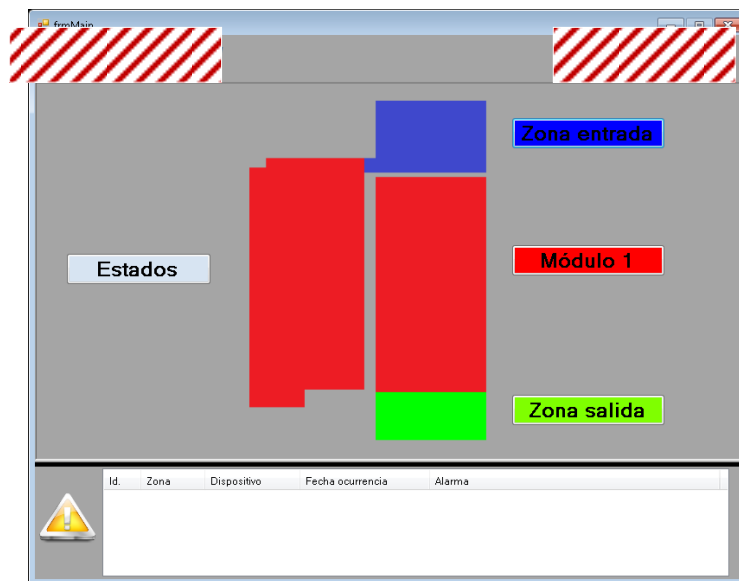 frmMain
Zona entrada
Estados
Módulo 1
Zona salida
Id. Zona Dispositivo Fecha ocurrencia Alarma